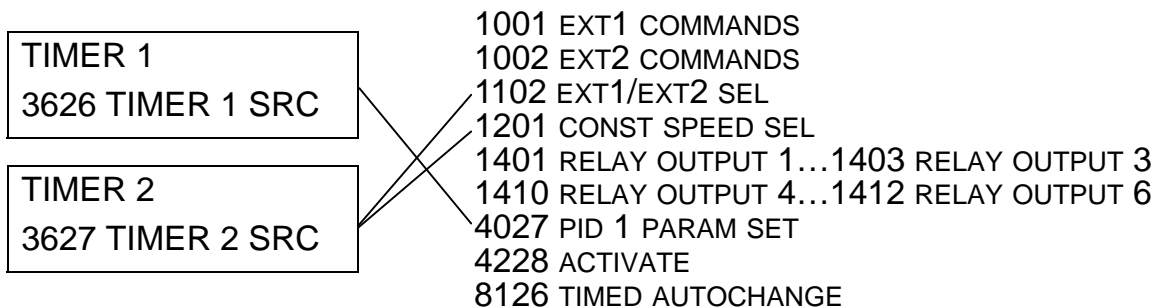 TIMER 1
3626 TIMER 1 SRC
TIMER 2
3627 TIMER 2 SRC
1001 EXT1 COMMANDS
1002 EXT2 COMMANDS
1102 EXT1/EXT2 SEL
1201 CONST SPEED SEL
1401 RELAY OUTPUT 1…1403 RELAY OUTPUT 3
1410 RELAY OUTPUT 4…1412 RELAY OUTPUT 6
4027 PID 1 PARAM SET
4228 ACTIVATE
8126 TIMED AUTOCHANGE